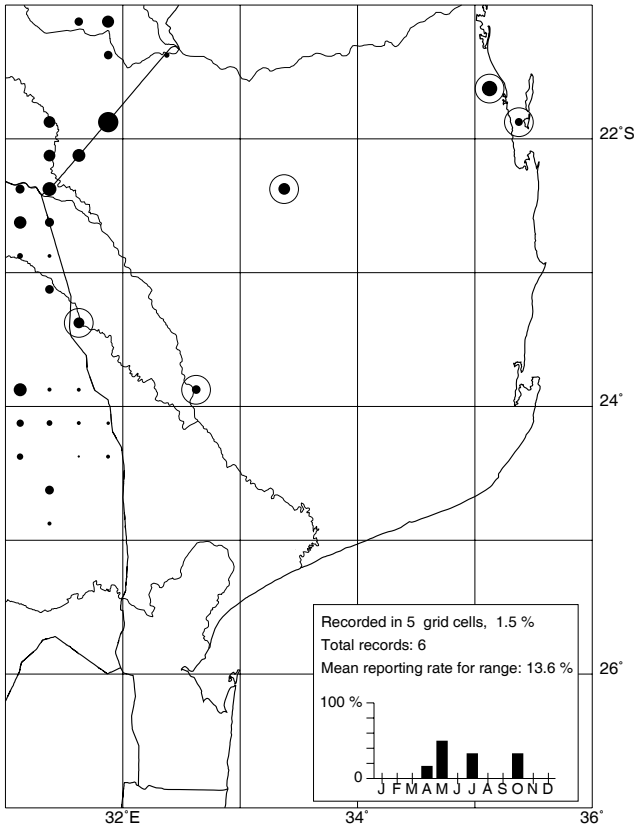 22°S
24°
26°
Recorded in 5 grid cells, 1.5 %
Total records: 6
Mean reporting rate for range: 13.6 %
100 %
0
J F M A M J J A S O N D
32°E 34° 36°